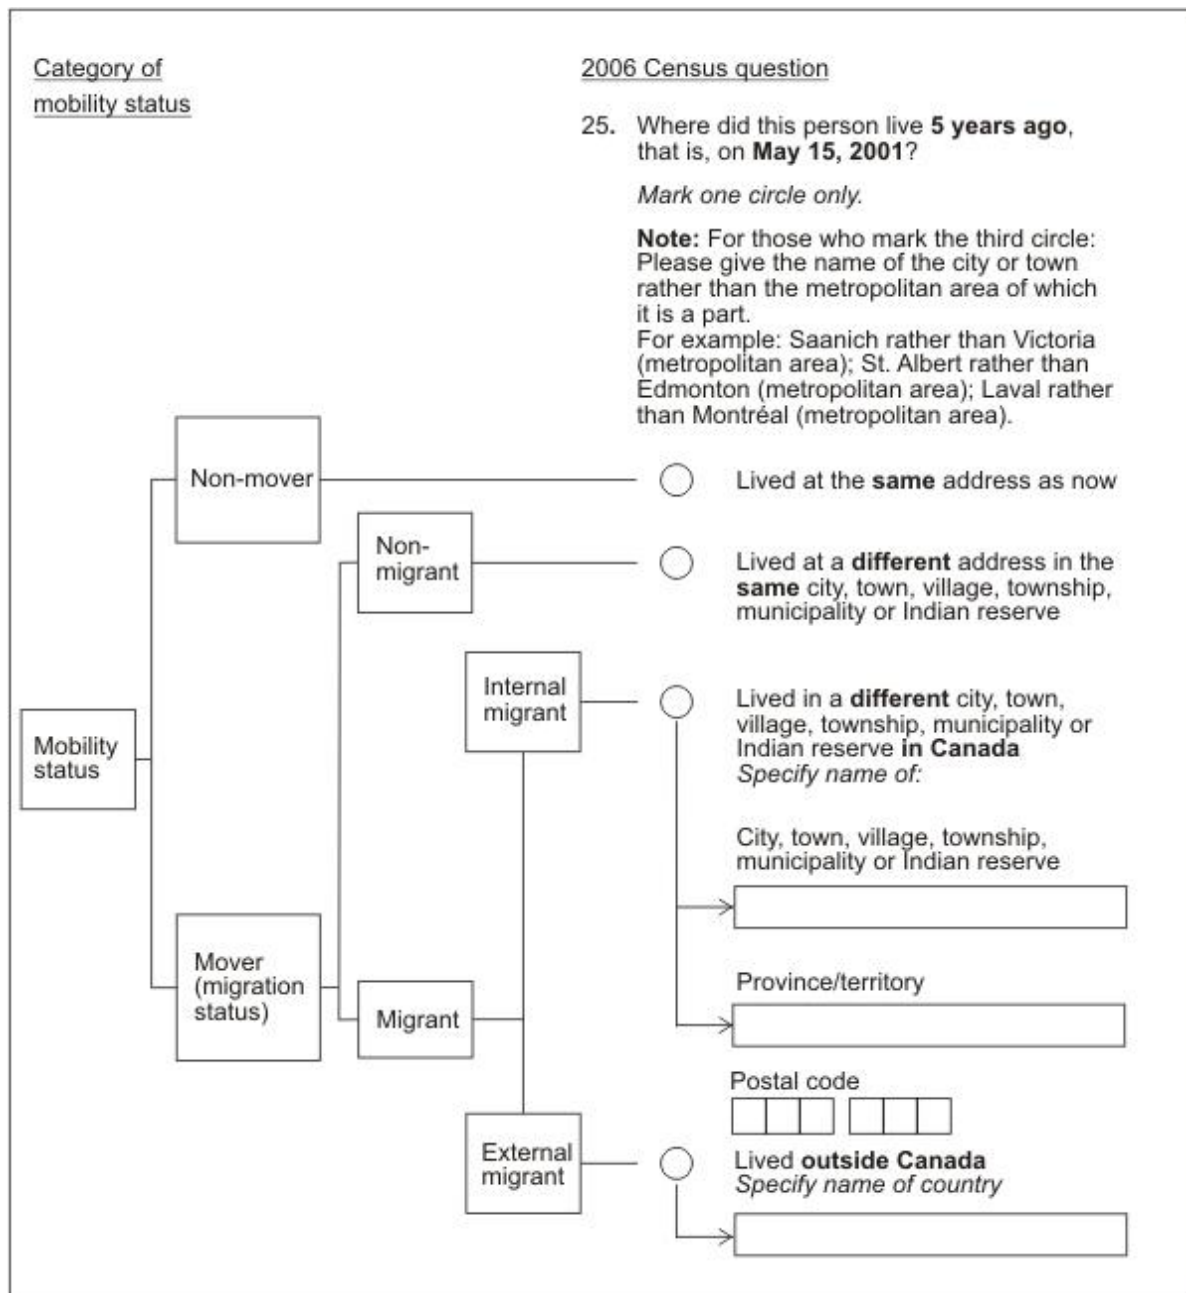 Category of
mobility status
2006 Census question
25. Where did this person live 5 years ago,
that is, on May 15, 2001?
Mark one circle only.
Note: For those who mark the third circle:
Please give the name of the city or town
rather than the metropolitan area of which
it is a part.
For example: Saanich rather than Victoria
(metropolitan area); St. Albert rather than
Edmonton (metropolitan area); Laval rather
than Montréal (metropolitan area).
Non-mover
Lived at the same address as now
Non-
migrant
Lived at a different address in the
same city, town, village, township,
municipality or Indian reserve
Internal
migrant
Lived in a different city, town,
village, township, municipality or
Indian reserve in Canada
Specify name of:
Mobility
status
City, town, village, township,
municipality or Indian reserve
Mover
(migration
status)
Province/territory
Migrant
Postal code
External
migrant
Lived outside Canada
Specify name of country